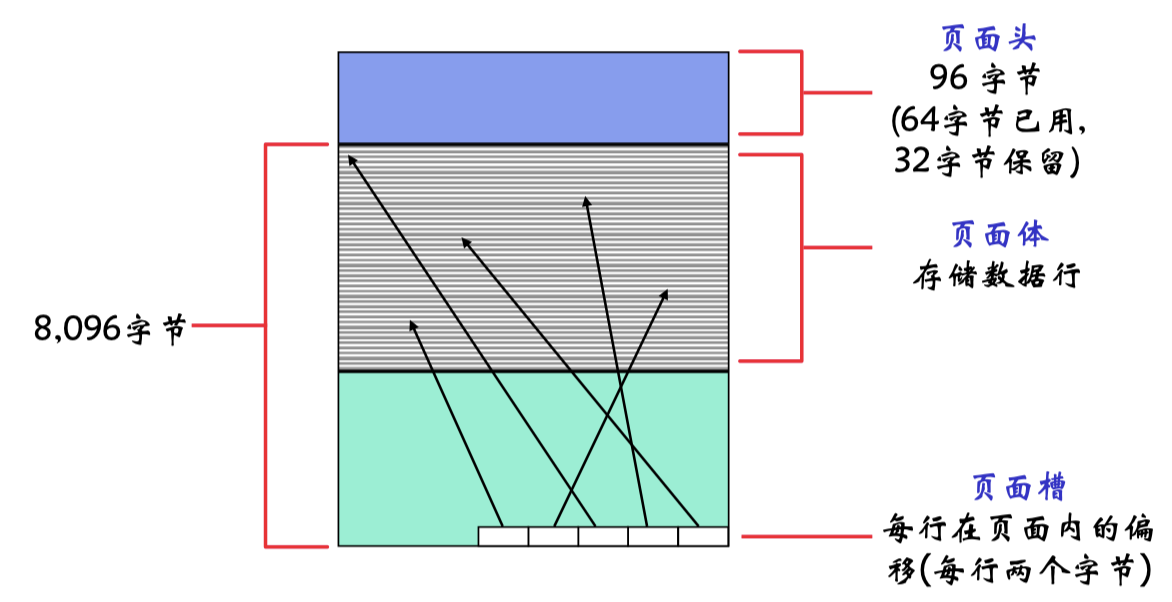 页面头
96 字节
(64字节已用,
32字节保留)
页面体
存储数据行
8,096字节
页面槽
每行在页面内的偏
移(每行两个字节)